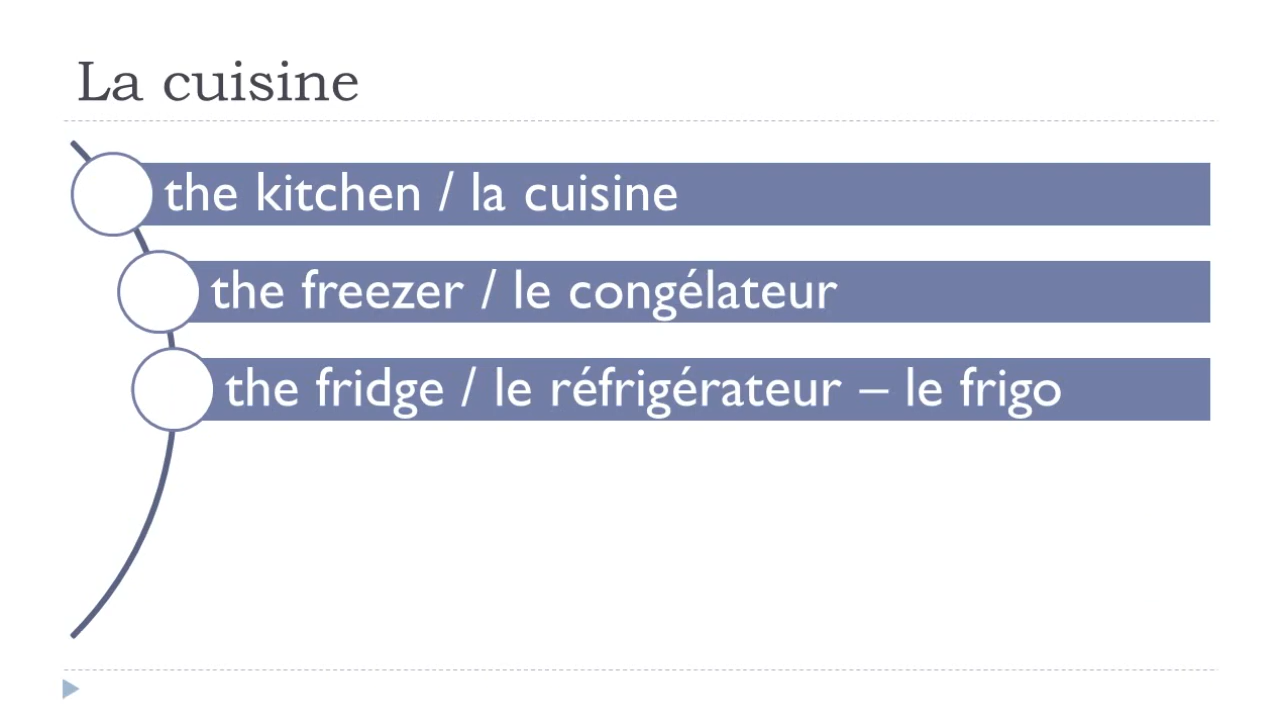 La cuisine
the kitchen / la cuisine
the freezer / le congélateur
the fridge / le réfrigérateur – le frigo